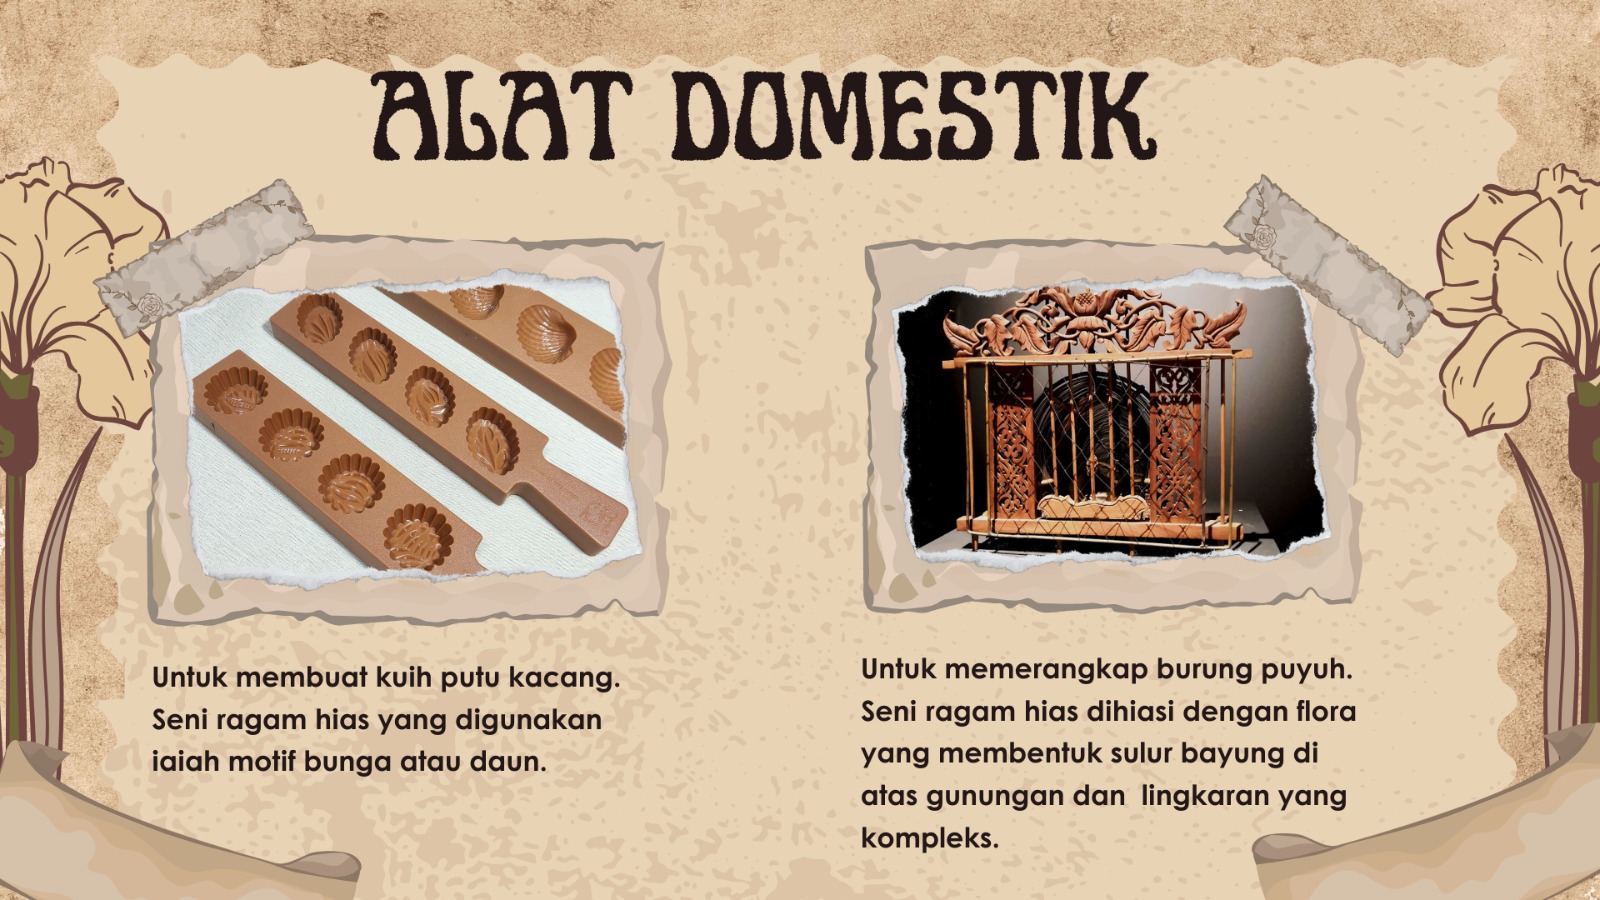 ALAT DOMESTIK
Untuk membuat kuih putu kacang.
Seni ragam hias yang digunakan
iaiah motif bunga atau daun.
Untuk memerangkap burung puyuh.
Seni ragam hias dihiasi dengan flora
yang membentuk sulur bayung di
atas gunungan dan  lingkaran yang
kompleks.